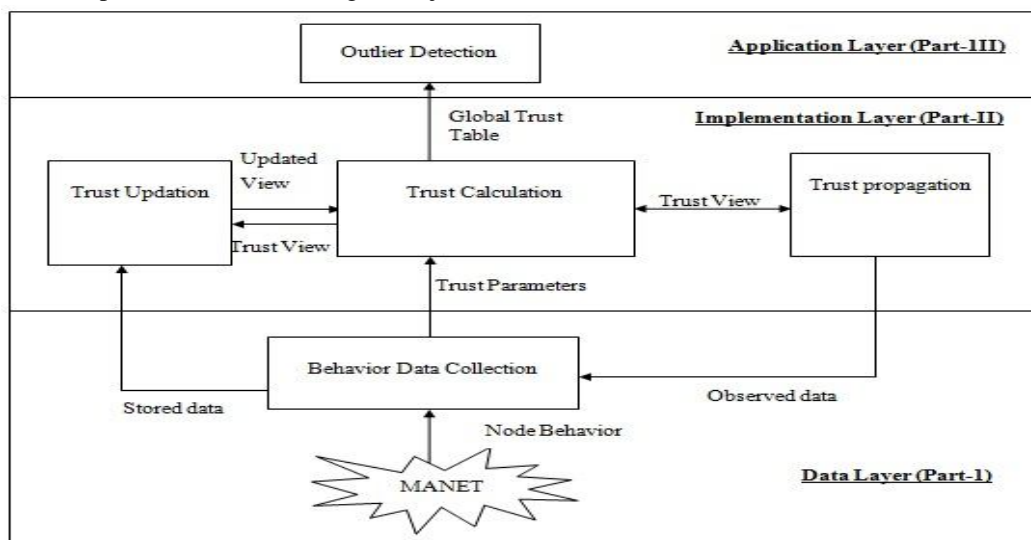 Application Layer (Part-1II)
Outlier Detection
Global Trust
Table
Implementation Layer (Part-II)
Updated
View
Trust Updation
Trust Calculation
Trust propagation
Trust View
Trust View
Trust Parameters
Behavior Data Collection
Stored data
Observed data
Node Behavior
MANET
Data Layer (Part-1)